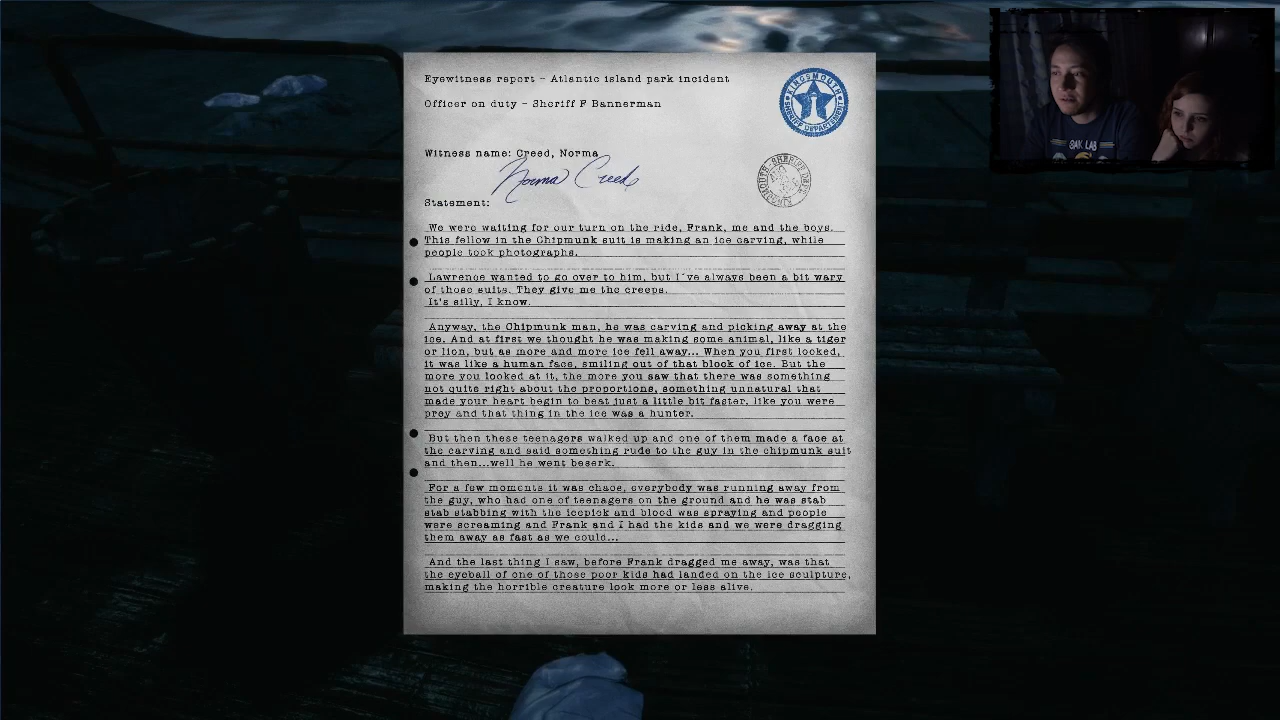 Eyewitness report - Atlantic island park incident
Officer on duty - Sheriff F Bannerman
KINGSMOUTH
SHERIFF DEPARTMENT
Witness name: Creed, Norma
Norma Creed
Statement:
We were waiting for our turn on the ride, Frank, me and the boys.
This fellow in the Chipmunk suit is making an ice carving, while
people took photographs.
Lawrence wanted to go over to him, but I've always been a bit wary
of those suits. They give me the creeps.
It's silly, I know.
Anyway, the Chipmunk man, he was carving and picking away at the
ice. And at first we thought he was making some animal, like a tiger
or lion, but as more and more ice fell away... When you first looked,
it was like a human face, smiling out of that block of ice. But the
more you looked at it, the more you saw that there was something
not quite right about the proportions, something unnatural that
made your heart begin to beat just a little bit faster, like you were
prey and that thing in the ice was a hunter.
But then these teenagers walked up and one of them made a face at
the carving and said something rude to the guy in the chipmunk suit
and then...well he went beserk.
For a few moments it was chaos, everybody was running away from
the guy, who had one of teenagers on the ground and he was stab
stab stabbing with the icepick and blood was spraying and people
were screaming and Frank and I had the kids and we were dragging
them away as fast as we could...
And the last thing I saw, before Frank dragged me away, was that
the eyeball of one of those poor kids had landed on the ice sculpture,
making the horrible creature look more or less alive.